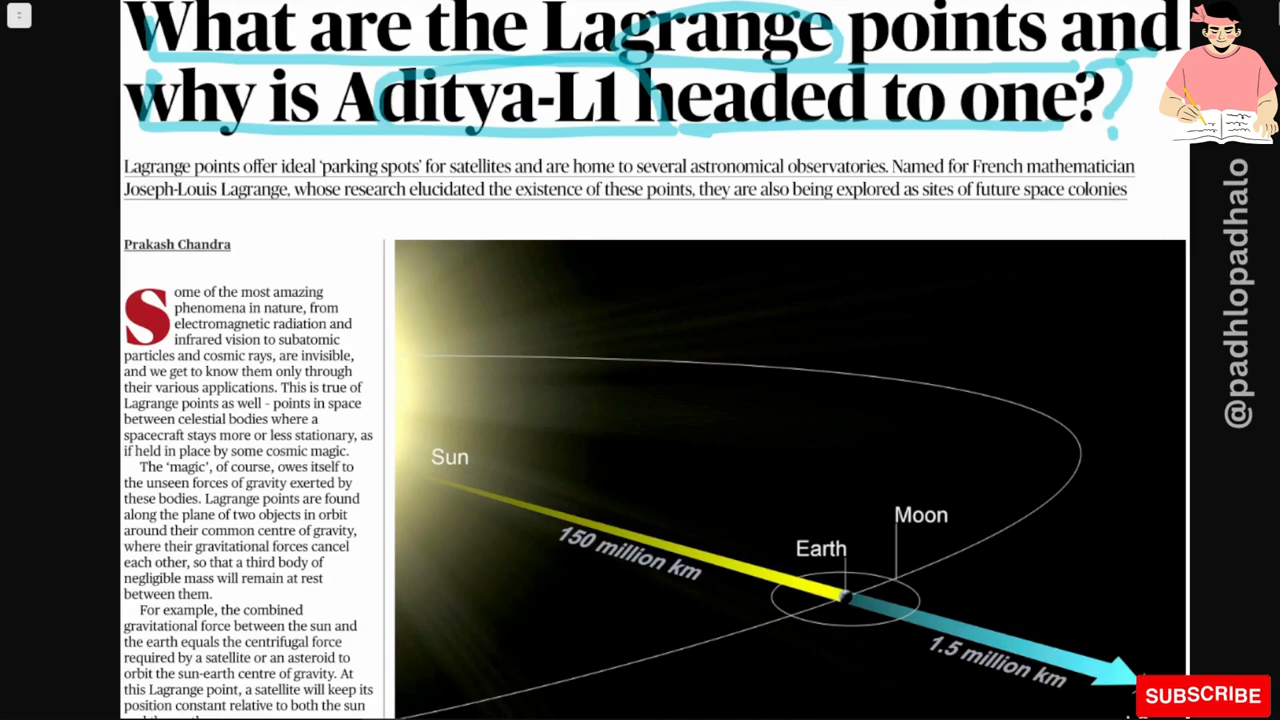 What are the Lagrange points and
why is Aditya-L1 headed to one?
Lagrange points offer ideal ‘parking spots’ for satellites and are home to several astronomical observatories. Named for French mathematician
Joseph-Louis Lagrange, whose research elucidated the existence of these points, they are also being explored as sites of future space colonies
Prakash Chandra
Some of the most amazing
phenomena in nature, from
electromagnetic radiation and
infrared vision to subatomic
particles and cosmic rays, are invisible,
and we get to know them only through
their various applications. This is true of
Lagrange points as well - points in space
between celestial bodies where a
spacecraft stays more or less stationary, as
if held in place by some cosmic magic.
The ‘magic’, of course, owes itself to
the unseen forces of gravity exerted by
these bodies. Lagrange points are found
along the plane of two objects in orbit
around their common centre of gravity,
where their gravitational forces cancel
each other, so that a third body of
negligible mass will remain at rest
between them.
For example, the combined
gravitational force between the sun and
the earth equals the centrifugal force
required by a satellite or an asteroid to
orbit the sun-earth centre of gravity. At
this Lagrange point, a satellite will keep its
position constant relative to both the sun
Sun
150 million km
Earth
Moon
1.5 million km
@padhlopadhalo
SUBSCRIBE